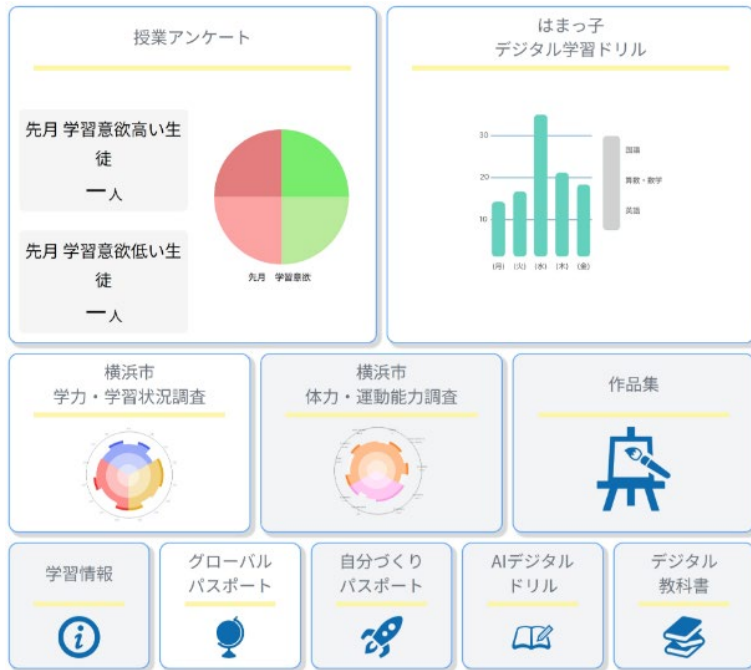 授業アンケート
はまっ子
デジタル学習ドリル
先月 学習意欲高い生
徒
ー人
先月 学習意欲低い生
徒
ー人
先月 学習意欲
30
20
10
(月) (火) (水) (木) (金)
国語
算数・数学
英語
横浜市
学力・学習状況調査
横浜市
体力・運動能力調査
作品集
学習情報
グローバル
パスポート
自分づくり
パスポート
AIデジタル
ドリル
デジタル
教科書